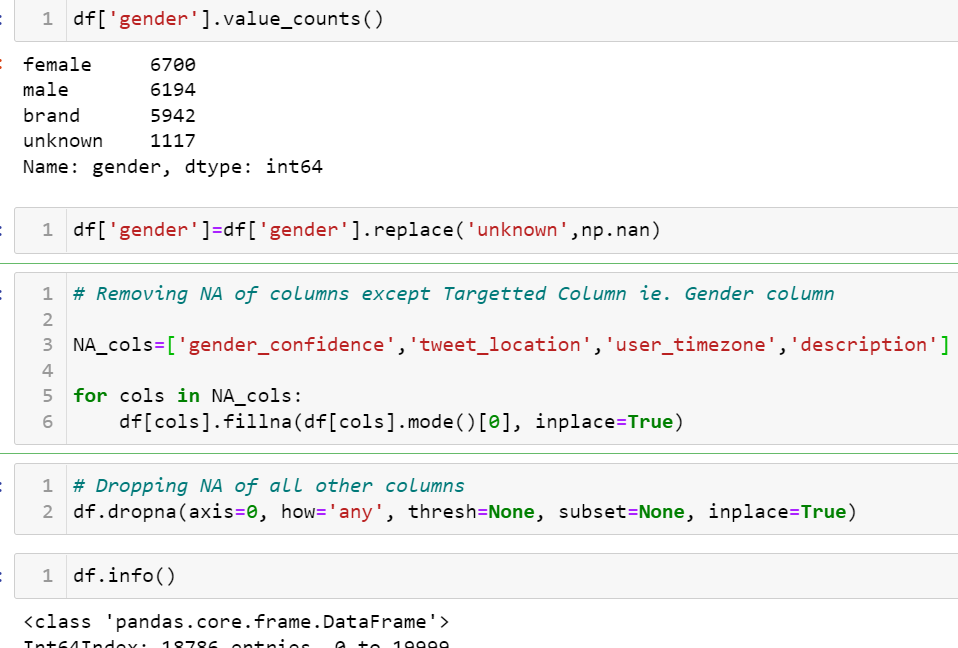 1 df['gender'].value_counts()
female 6700
male 6194
brand 5942
unknown 1117
Name: gender, dtype: int64
1 df['gender']=df['gender'].replace('unknown',np.nan)
1 # Removing NA of columns except Targetted Column ie. Gender column
2
3 NA_cols=['gender_confidence','tweet_location','user_timezone','description']
4
5 for cols in NA_cols:
6 df[cols].fillna(df[cols].mode()[0], inplace=True)
1 # Dropping NA of all other columns
2 df.dropna(axis=0, how='any', thresh=None, subset=None, inplace=True)
1 df.info()
<class 'pandas.core.frame.DataFrame'>
Int64Index: 18786 entries, 0 to 19999